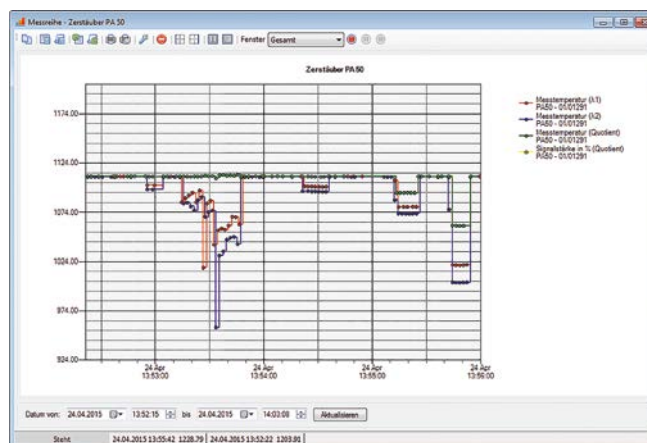 Messreihe - Zerstäuber PA 50
Fenster Gesamt
Zerstäuber PA50
1174.00
1124.00
1074.00
1024.00
974.00
924.00
24 Apr
13:53:00
24 Apr
13:54:00
24 Apr
13:55:00
24 Apr
13:56:00
Messtemperatur (λ1)
PA50 - 01/01291
Messtemperatur (λ2)
PA50 - 01/01291
Messtemperatur (Quotient)
PA50 - 01/01291
Signalstärke in % (Quotient)
PA50 - 01/01291
Datum von: 24.04.2015 13:52:15 bis 24.04.2015 14:03:08 Aktualisieren
Steht 24.04.2015 13:55:42 1228.79 24.04.2015 13:52:22 1203.91